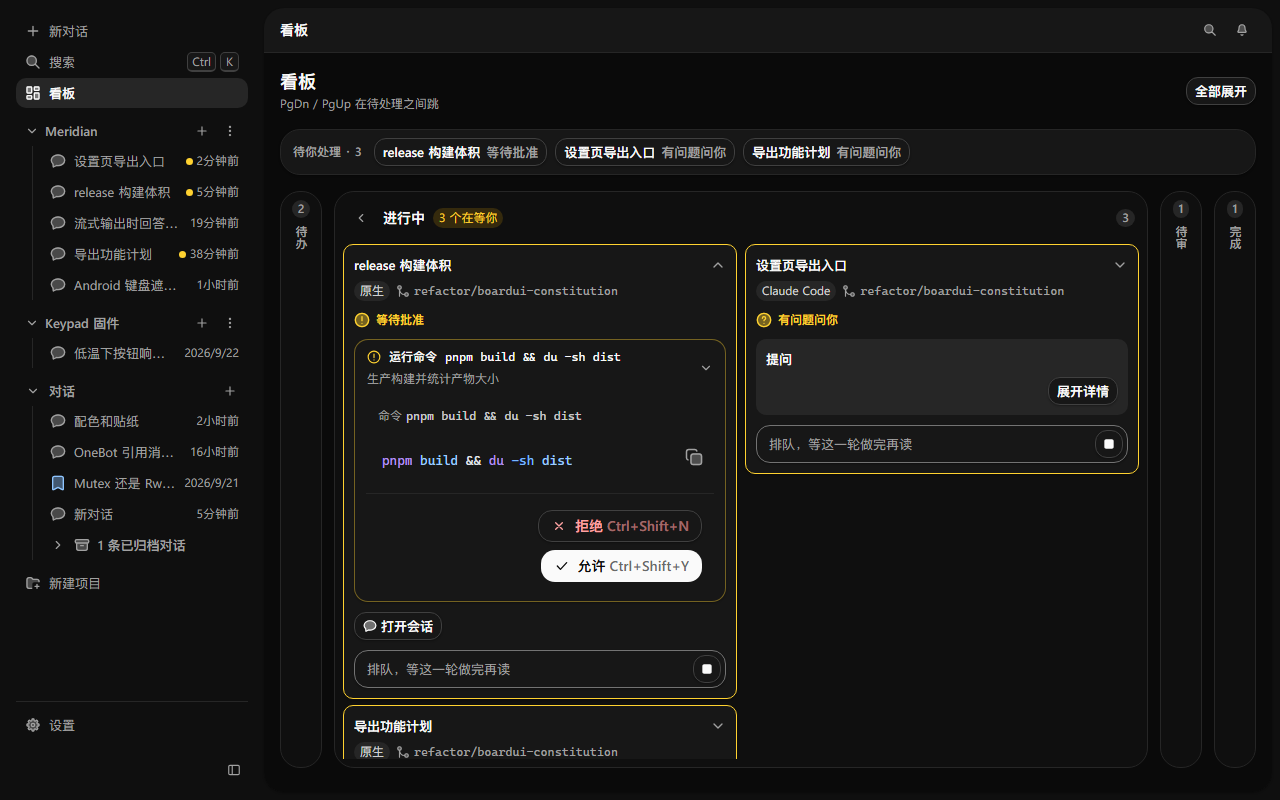 新对话
搜索 Ctrl K
看板
Meridian
设置页导出入口 2分钟前
release 构建体积 5分钟前
流式输出时回答… 19分钟前
导出功能计划 38分钟前
Android 键盘遮… 1小时前
Keypad 固件
低温下按钮响… 2026/9/22
对话
配色和贴纸 2小时前
OneBot 引用消… 16小时前
Mutex 还是 Rw… 2026/9/21
新对话 5分钟前
1 条已归档对话
新建项目
设置
看板
看板
PgDn / PgUp 在待处理之间跳
全部展开
待你处理 · 3
release 构建体积 等待批准
设置页导出入口 有问题问你
导出功能计划 有问题问你
2
待办
进行中 3 个在等你 3
release 构建体积
原生 refactor/boardui-constitution
等待批准
运行命令 pnpm build && du -sh dist
生产构建并统计产物大小
命令 pnpm build && du -sh dist
pnpm build && du -sh dist
拒绝 Ctrl+Shift+N
允许 Ctrl+Shift+Y
打开会话
排队，等这一轮做完再读
导出功能计划
原生 refactor/boardui-constitution
设置页导出入口
Claude Code refactor/boardui-constitution
有问题问你
提问
展开详情
排队，等这一轮做完再读
1
待审
1
完成